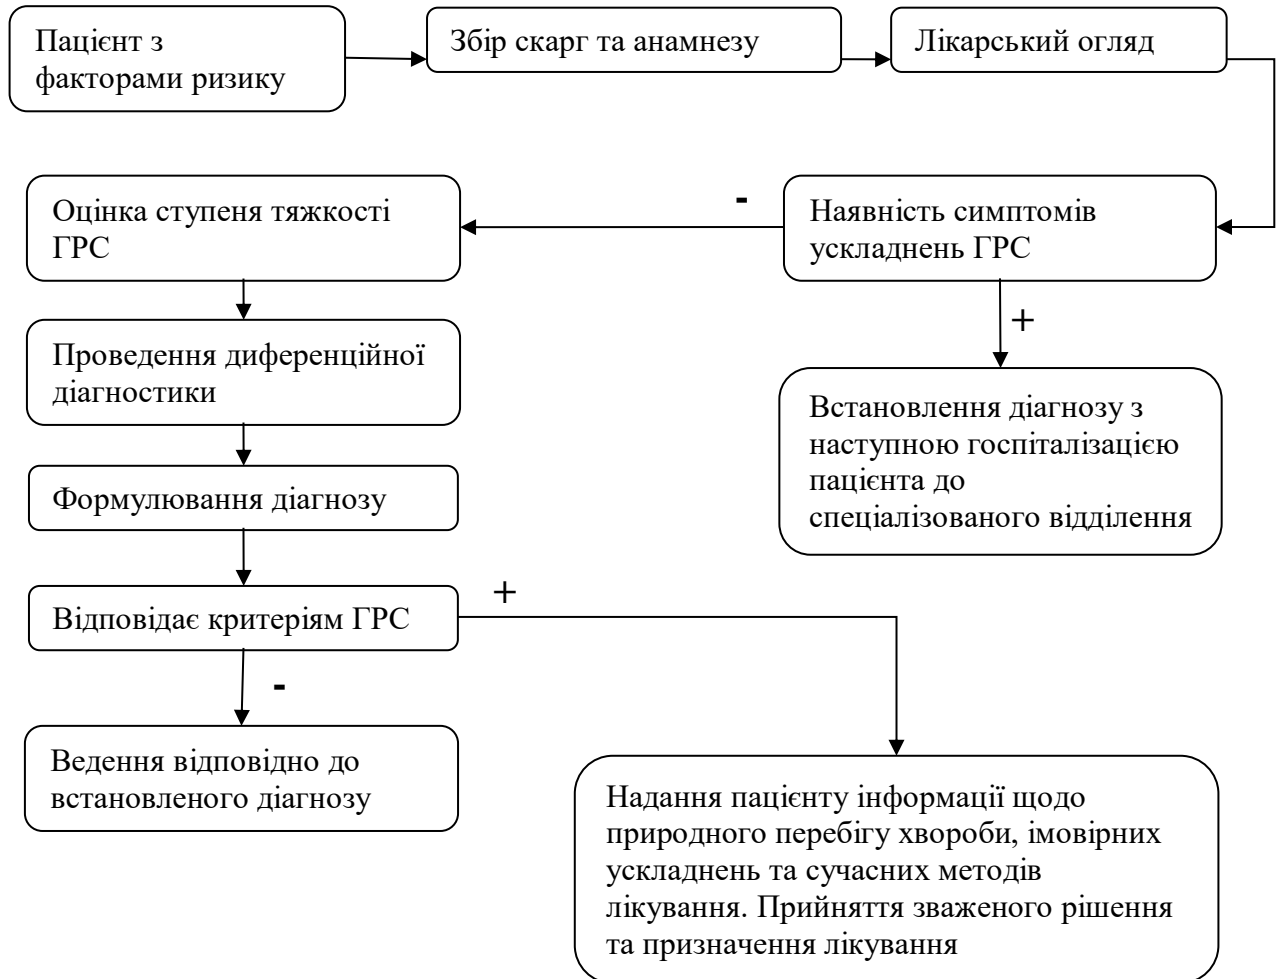 Пацієнт з
факторами ризику
Збір скарг та анамнезу
Лікарський огляд
Оцінка ступеня тяжкості
ГРС
-
Наявність симптомів
ускладнень ГРС
+
Проведення диференційної
діагностики
Встановлення діагнозу з
наступною госпіталізацією
пацієнта до
спеціалізованого відділення
Формулювання діагнозу
Відповідає критеріям ГРС
+
-
Ведення відповідно до
встановленого діагнозу
Надання пацієнту інформації щодо
природного перебігу хвороби, імовірних
ускладнень та сучасних методів
лікування. Прийняття зваженого рішення
та призначення лікування